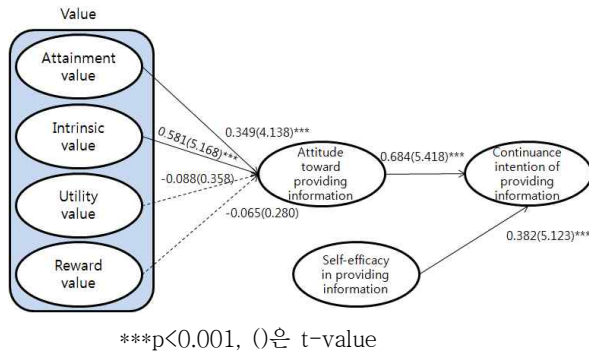 Value
Attainment
value
Intrinsic
value
Utility
value
Reward
value
0.349(4.138)***
0.581(5.168)***
-0.088(0.358)
-0.065(0.280)
Attitude
toward
providing
information
0.684(5.418)***
Continuance
intention of
providing
information
0.382(5.123)***
Self-efficacy
in providing
information
***p<0.001, ()은 t-value